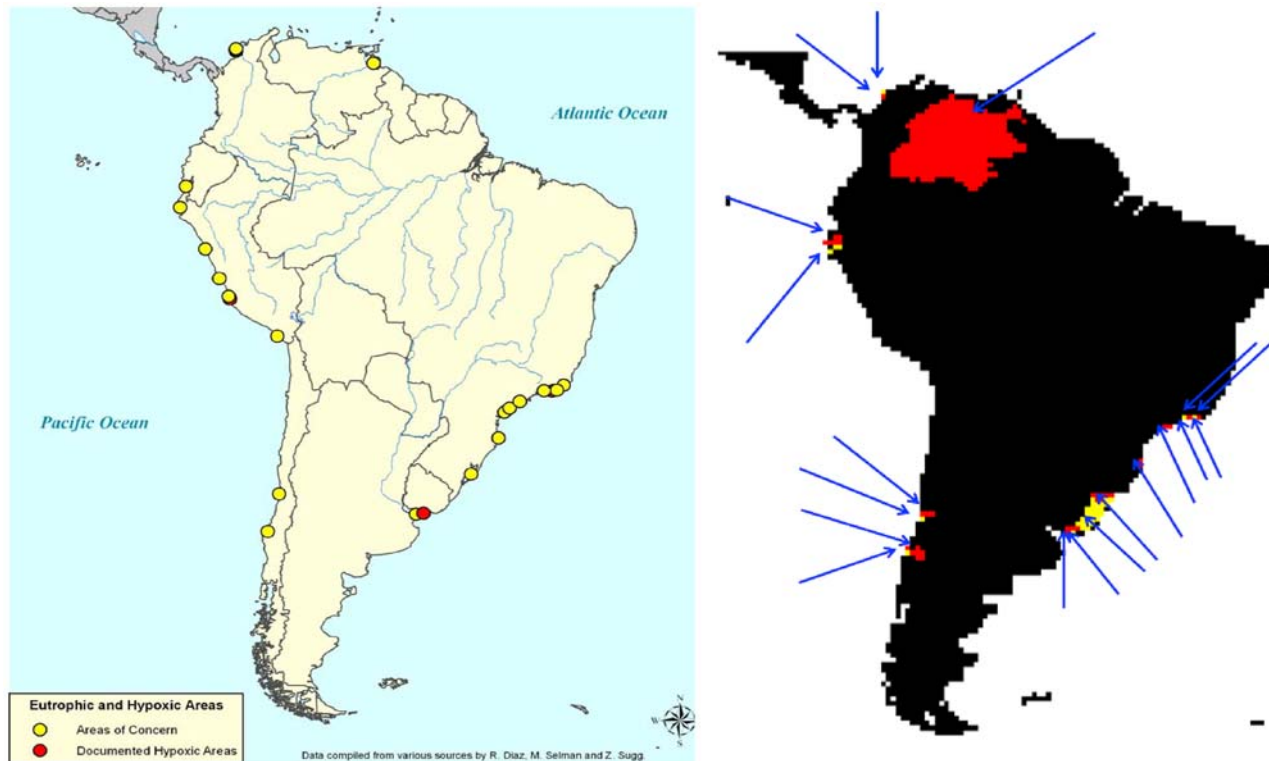 Atlantic Ocean
Pacific Ocean
Eutrophic and Hypoxic Areas
Areas of Concern
Documented Hypoxic Areas
Data compiled from various sources by R. Diaz, M. Selman and Z. Sugg.
N
W
E
S